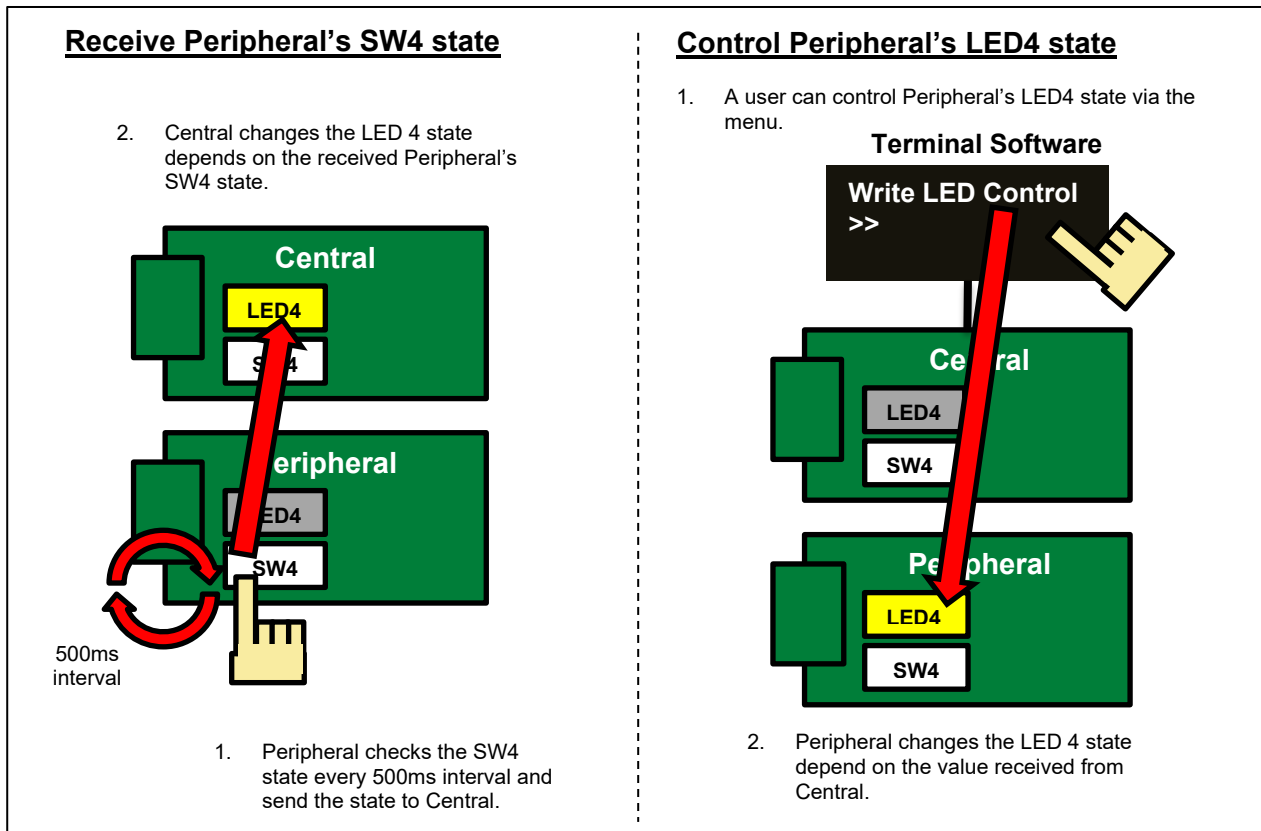 Receive Peripheral's SW4 state
2. Central changes the LED 4 state
depends on the received Peripheral's
SW4 state.
Central
LED4
SW4
Peripheral
LED4
SW4
500ms
interval
1. Peripheral checks the SW4
state every 500ms interval and
send the state to Central.
Control Peripheral's LED4 state
1. A user can control Peripheral's LED4 state via the
menu.
Terminal Software
Write LED Control
>>
Central
LED4
SW4
Peripheral
LED4
SW4
2. Peripheral changes the LED 4 state
depend on the value received from
Central.